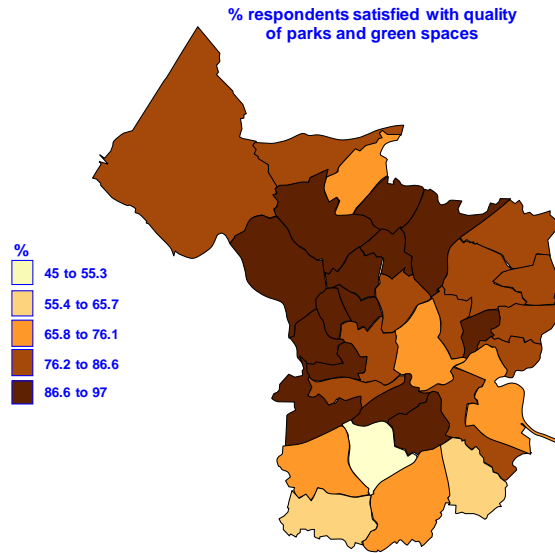 % respondents satisfied with quality
of parks and green spaces
%
45 to 55.3
55.4 to 65.7
65.8 to 76.1
76.2 to 86.6
86.6 to 97